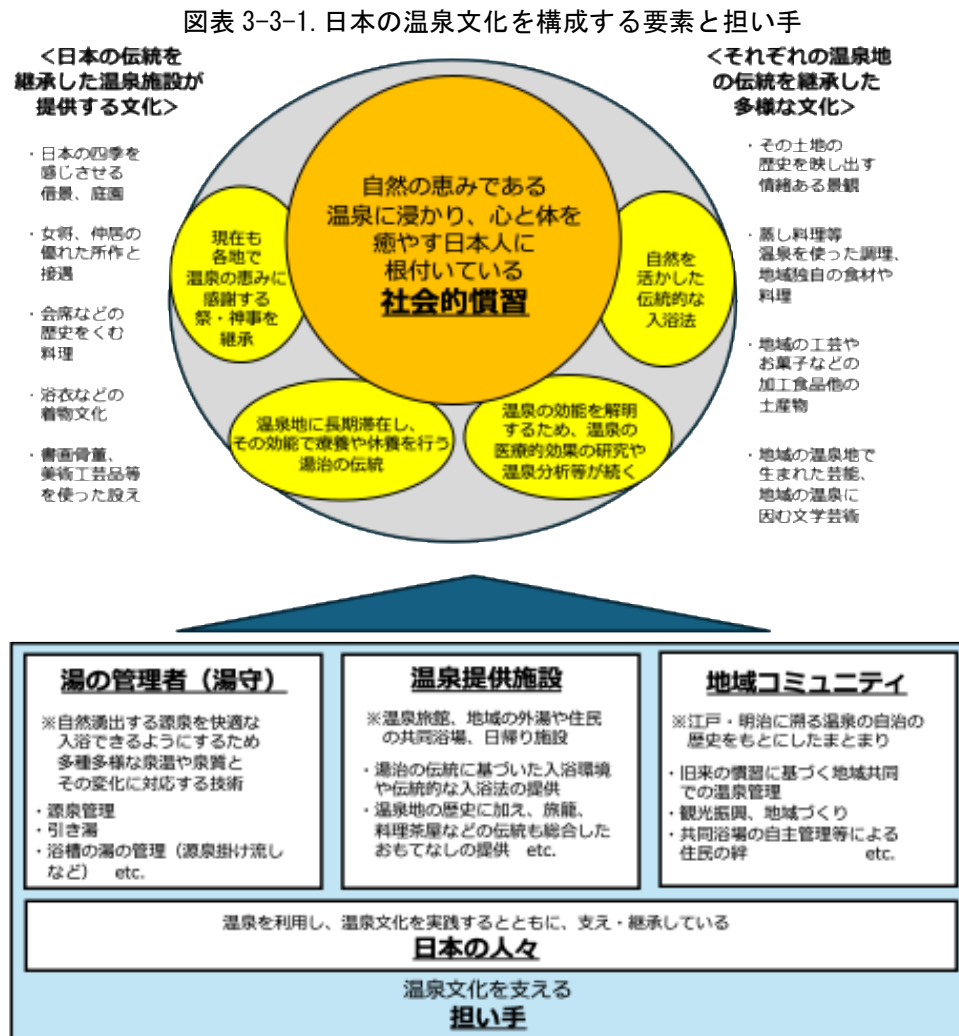 図表 3-3-1.日本の温泉文化を構成する要素と担い手
＜日本の伝統を
継承した温泉施設が
提供する文化＞
・日本の四季を
感じさせる
借景、庭園
・女将、仲居の
優れた所作と
接遇
・会席などの
歴史をくむ
料理
・浴衣などの
着物文化
・書画骨董、
美術工芸品等
を使った設え
自然の恵みである
温泉に浸かり、心と体を
癒やす日本人に
根付いている
社会的慣習
現在も
各地で
温泉の恵みに
感謝する
祭・神事を
継承
自然を
活かした
伝統的な
入浴法
温泉地に長期滞在し、
その効能で療養や休養を行う
湯治の伝統
温泉の効能を解明
するため、温泉の
医療的効果の研究や
温泉分析等が続く
＜それぞれの温泉地
の伝統を継承した
多様な文化＞
・その土地の
歴史を映し出す
情緒ある景観
・蒸し料理等
温泉を使った調理、
地域独自の食材や
料理
・地域の工芸や
お菓子などの
加工食品他の
土産物
・地域の温泉地で
生まれた芸能、
地域の温泉に
因む文学芸術
湯の管理者（湯守）
※自然湧出する源泉を快適な
入浴できるようにするため
多種多様な泉温や泉質と
その変化に対応する技術
・源泉管理
・引き湯
・浴槽の湯の管理（源泉掛け流し
など） etc.
温泉提供施設
※温泉旅館、地域の外湯や住民
の共同浴場、日帰り施設
・湯治の伝統に基づいた入浴環境
や伝統的な入浴法の提供
・温泉地の歴史に加え、旅籠、
料理茶屋などの伝統も総合した
おもてなしの提供 etc.
地域コミュニティ
※江戸・明治に遡る温泉の自治の
歴史をもとにしたまとまり
・旧来の慣習に基づく地域共同
での温泉管理
・観光振興、地域づくり
・共同浴場の自主管理等による
住民の絆 etc.
温泉を利用し、温泉文化を実践するとともに、支え・継承している
日本の人々
温泉文化を支える
担い手